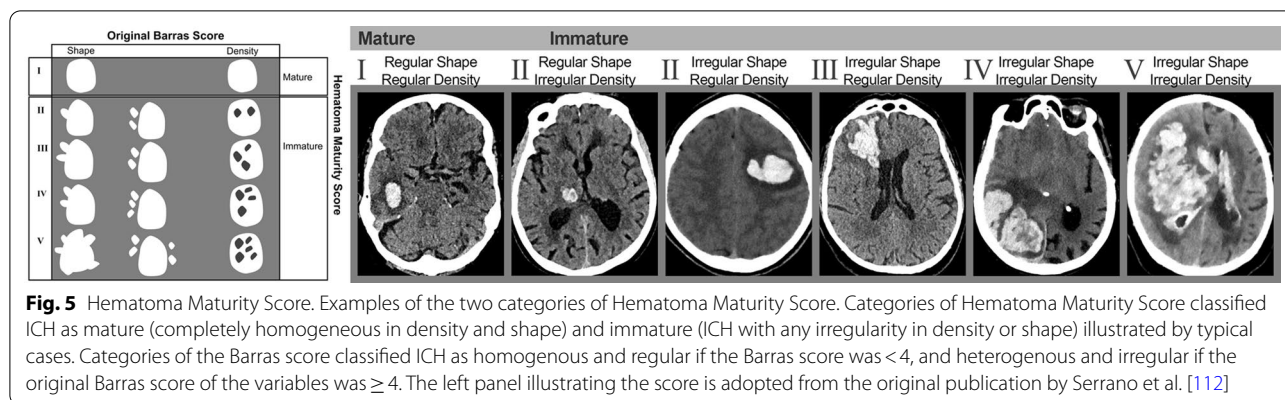 Original Barras Score
Shape
Density
I
Mature
II
III
Immature
IV
V
Hematoma Maturity Score
Mature
Immature
I Regular Shape
Regular Density
II Regular Shape
Irregular Density
II Irregular Shape
Regular Density
III Irregular Shape
Regular Density
IV Irregular Shape
Irregular Density
V Irregular Shape
Irregular Density
Fig. 5 Hematoma Maturity Score. Examples of the two categories of Hematoma Maturity Score. Categories of Hematoma Maturity Score classified
ICH as mature (completely homogeneous in density and shape) and immature (ICH with any irregularity in density or shape) illustrated by typical
cases. Categories of the Barras score classified ICH as homogenous and regular if the Barras score was < 4, and heterogenous and irregular if the
original Barras score of the variables was ≥ 4. The left panel illustrating the score is adopted from the original publication by Serrano et al. [112]